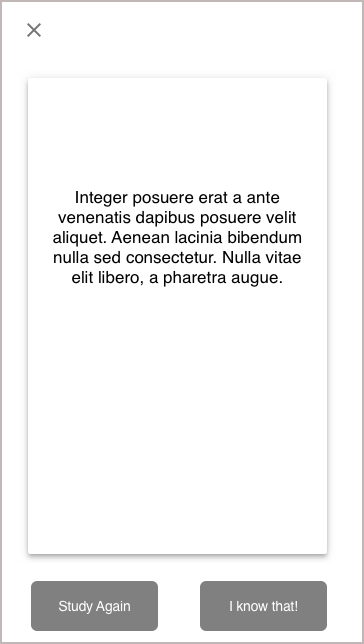 Integer posuere erat a ante
venenatis dapibus posuere velit
aliquet. Aenean lacinia bibendum
nulla sed consectetur. Nulla vitae
elit libero, a pharetra augue.
Study Again
I know that!